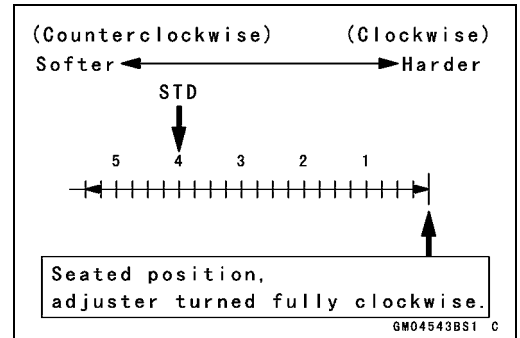 (Counterclockwise) (Clockwise)
Softer Harder
STD
5 4 3 2 1
Seated position,
adjuster turned fully clockwise.
GM04543BS1 C